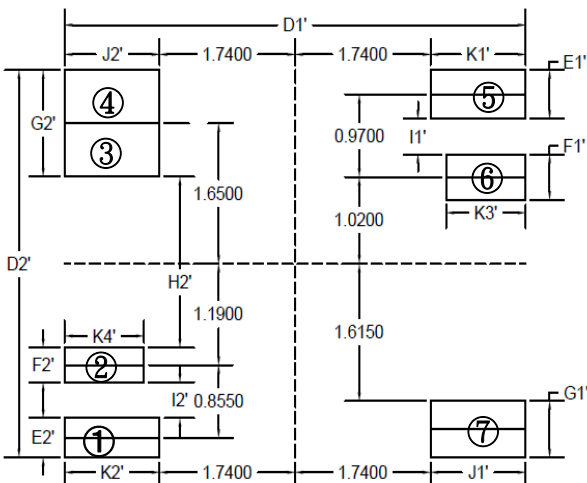 D1'
J2' 1.7400 1.7400 K1' E1'
④ ⑤
G2' 0.9700 I1'
③ F1'
⑥
1.6500 1.0200
K3'
D2' H2'
1.1900 1.6150
K4'
F2' ② G1'
I2' 0.8550
E2' ① ⑦
K2' 1.7400 1.7400 J1'